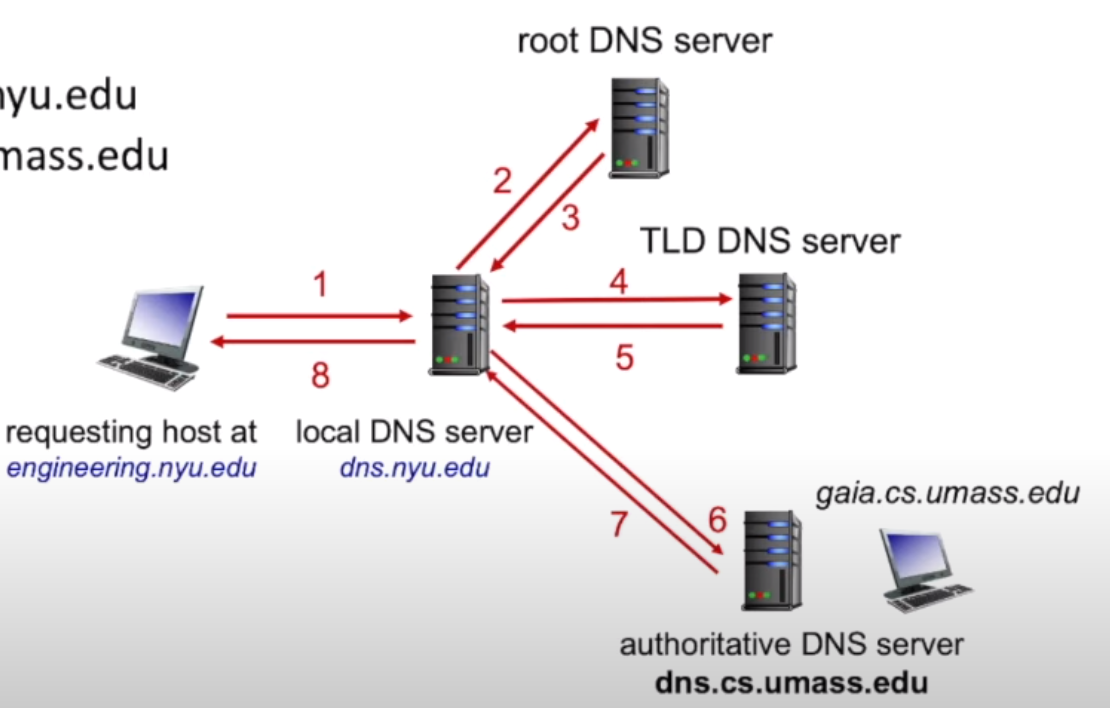 root DNS server
nyu.edu
mass.edu
2
3
TLD DNS server
1
4
8
5
requesting host at
engineering.nyu.edu
local DNS server
dns.nyu.edu
gaia.cs.umass.edu
7
6
authoritative DNS server
dns.cs.umass.edu